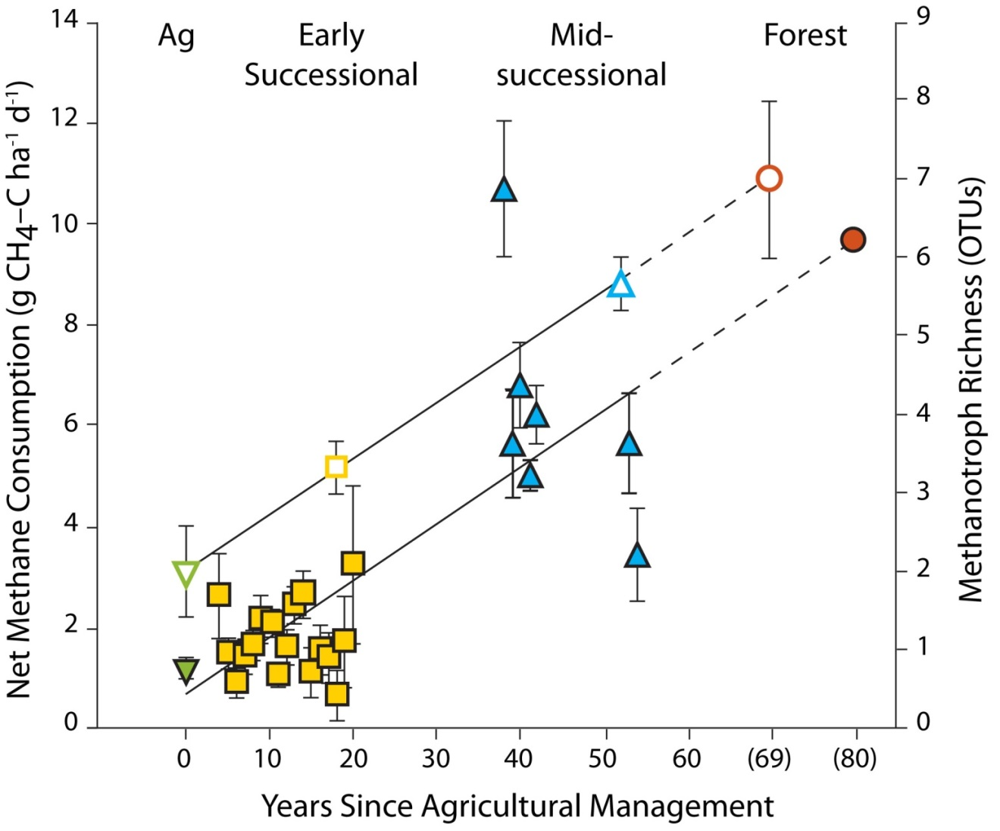 Ag
Early
Successional
Mid-
successional
Forest
14
12
10
8
6
4
2
0
Net Methane Consumption (g CH4–C ha-1 d-1)
9
8
7
6
5
4
3
2
1
0
Methanotroph Richness (OTUs)
0 10 20 30 40 50 60 (69) (80)
Years Since Agricultural Management